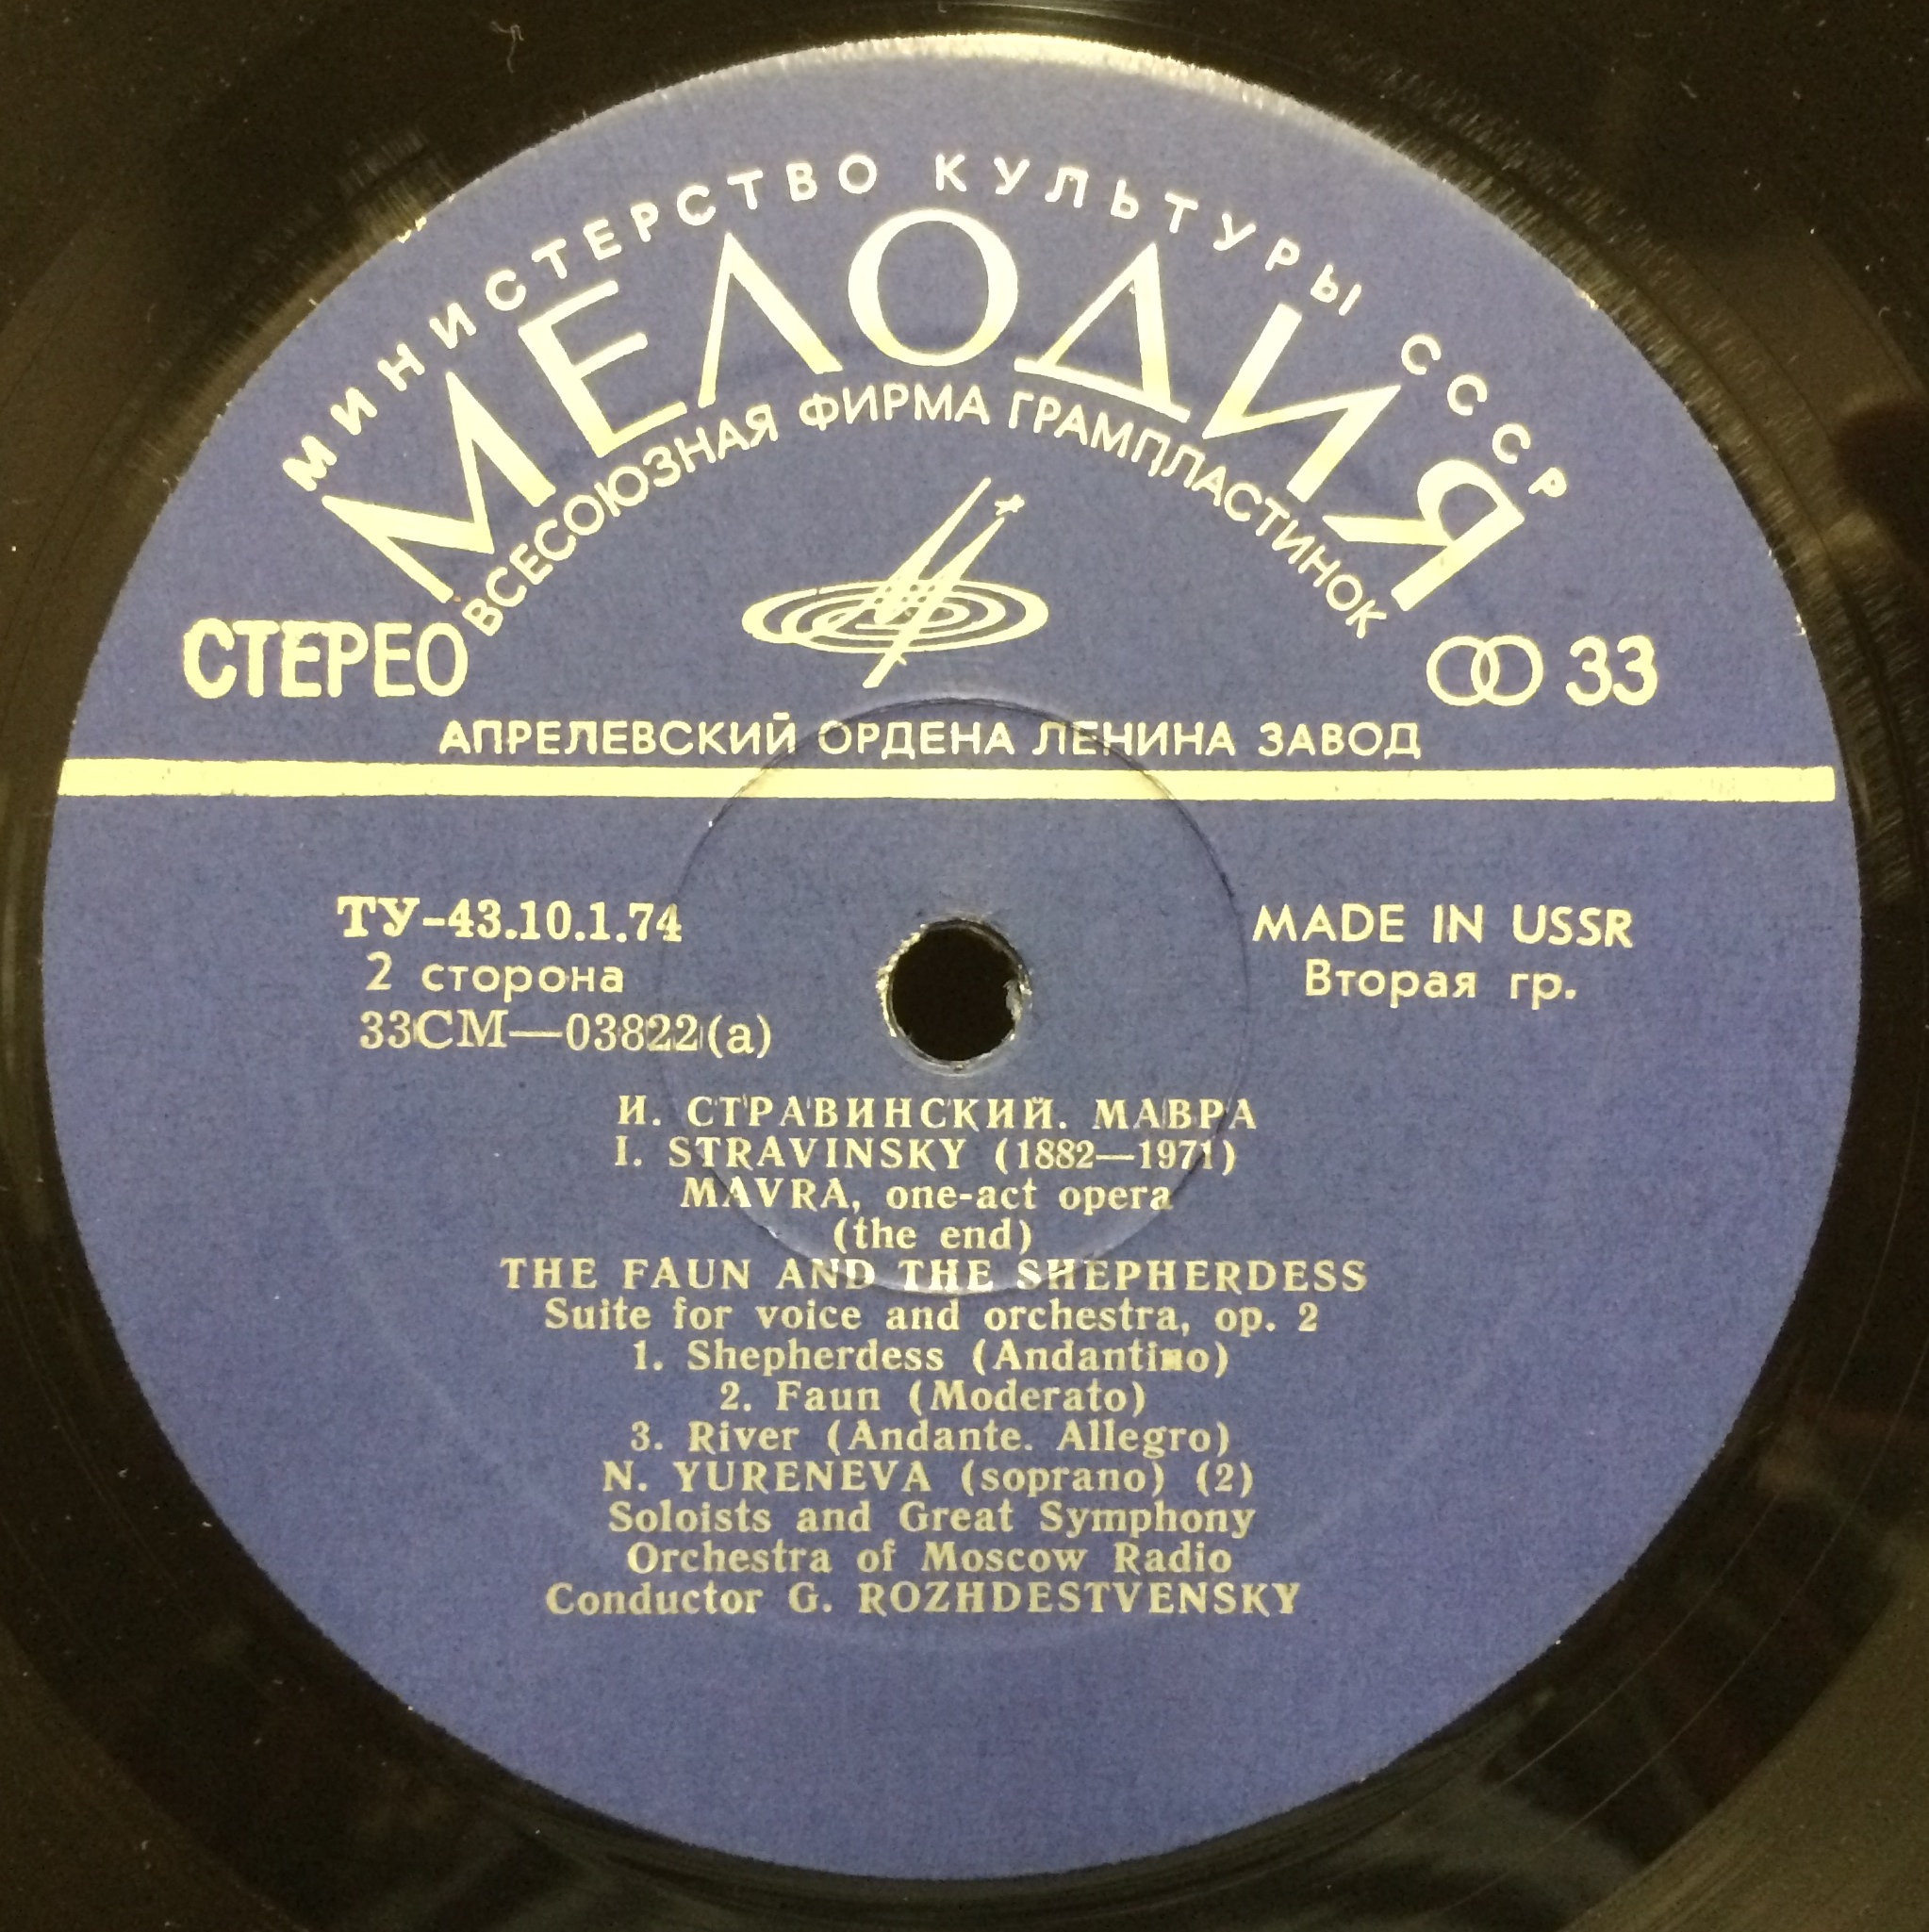 МИНИСТЕРСТВО КУЛЬТУРЫ СССР
МЕЛОДИЯ
ВСЕСОЮЗНАЯ ФИРМА ГРАМПЛАСТИНОК
СТЕРЕО
33
АПРЕЛЕВСКИЙ ОРДЕНА ЛЕНИНА ЗАВОД
ТУ-43.10.1.74
2 сторона
33СМ—03822(а)
MADE IN USSR
Вторая гр.
И. СТРАВИНСКИЙ. МАВРА
I. STRAVINSKY (1882—1971)
MAVRA, one-act opera
(the end)
THE FAUN AND THE SHEPHERDESS
Suite for voice and orchestra, op. 2
1. Shepherdess (Andantino)
2. Faun (Moderato)
3. River (Andante. Allegro)
N. YURENEVA (soprano) (2)
Soloists and Great Symphony
Orchestra of Moscow Radio
Conductor G. ROZHDESTVENSKY